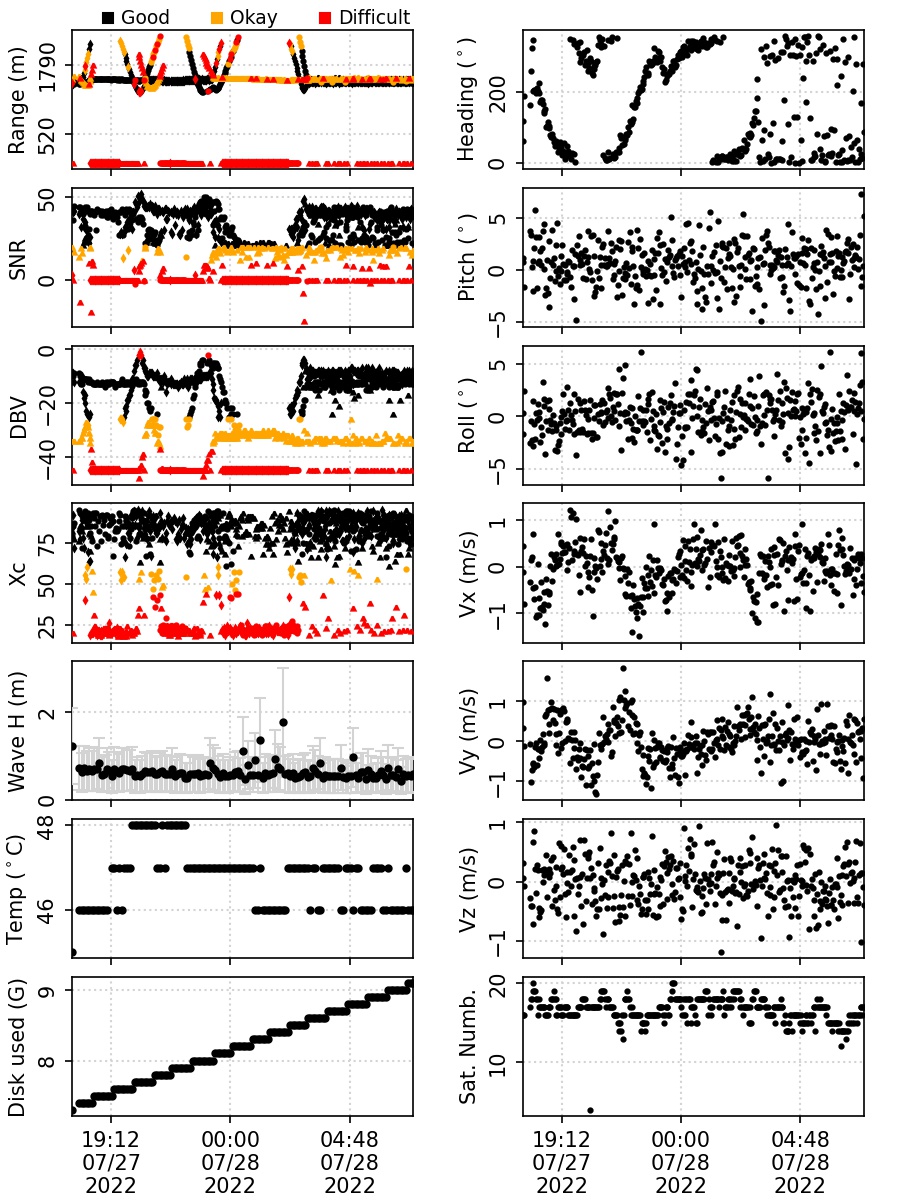 Good Okay Difficult
Range (m)
1790
520
Heading (°)
200
0
SNR
50
0
Pitch (°)
5
0
−5
DBV
0
−20
−40
Roll (°)
5
0
−5
Xc
75
50
25
Vx (m/s)
1
0
−1
Wave H (m)
2
0
Vy (m/s)
1
0
−1
Temp (°C)
48
46
Vz (m/s)
1
0
−1
Disk used (G)
9
8
Sat. Numb.
20
10
19:12 00:00 04:48
07/27 07/28 07/28
2022 2022 2022
19:12 00:00 04:48
07/27 07/28 07/28
2022 2022 2022